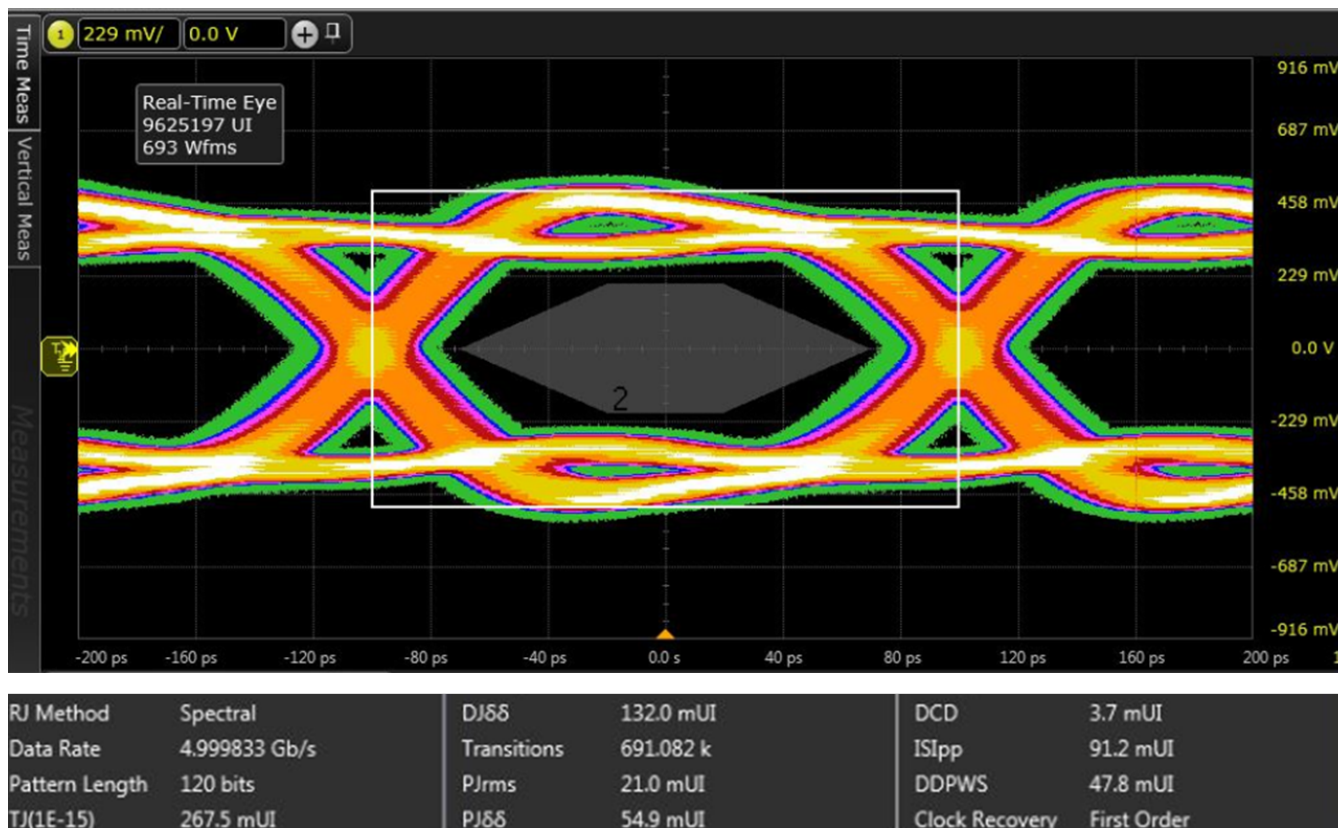 Time Meas
Vertical Meas
Measurements
1 229 mV/ 0.0 V
Real-Time Eye
9625197 UI
693 Wfms
916 mV
687 mV
458 mV
229 mV
0.0 V
-229 mV
-458 mV
-687 mV
-916 mV
2
-200 ps -160 ps -120 ps -80 ps -40 ps 0.0 s 40 ps 80 ps 120 ps 160 ps 200 ps
RJ Method Spectral DJδδ 132.0 mUI DCD 3.7 mUI
Data Rate 4.999833 Gb/s Transitions 691.082 k ISIpp 91.2 mUI
Pattern Length 120 bits PJrms 21.0 mUI DDPWS 47.8 mUI
TJ(1E-15) 267.5 mUI PJδδ 54.9 mUI Clock Recovery First Order